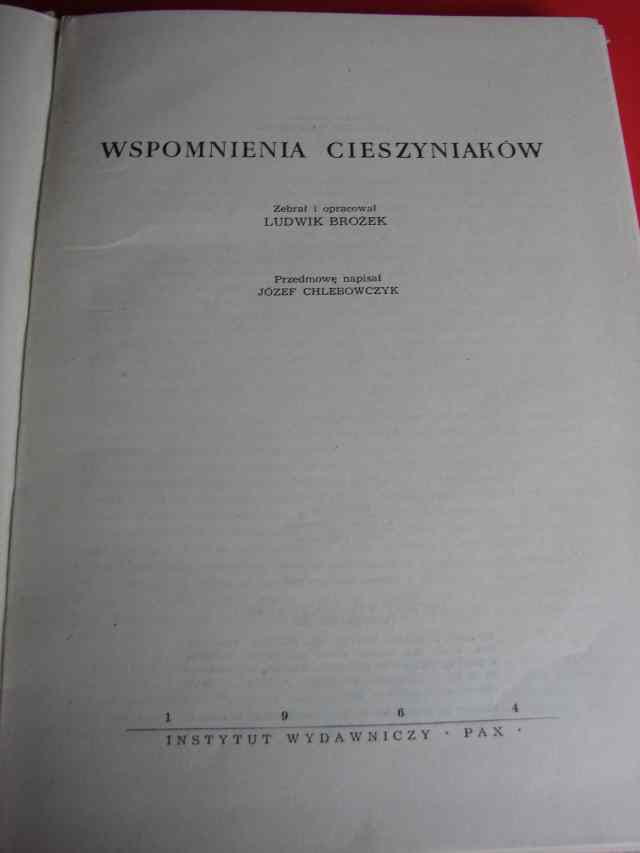 WSPOMNIENIA CIESZYNIAKÓW
Zebrał i opracował
LUDWIK BROŻEK
Przedmowę napisał
JÓZEF CHLEBOWCZYK
1 9 6 4
INSTYTUT WYDAWNICZY · PAX ·